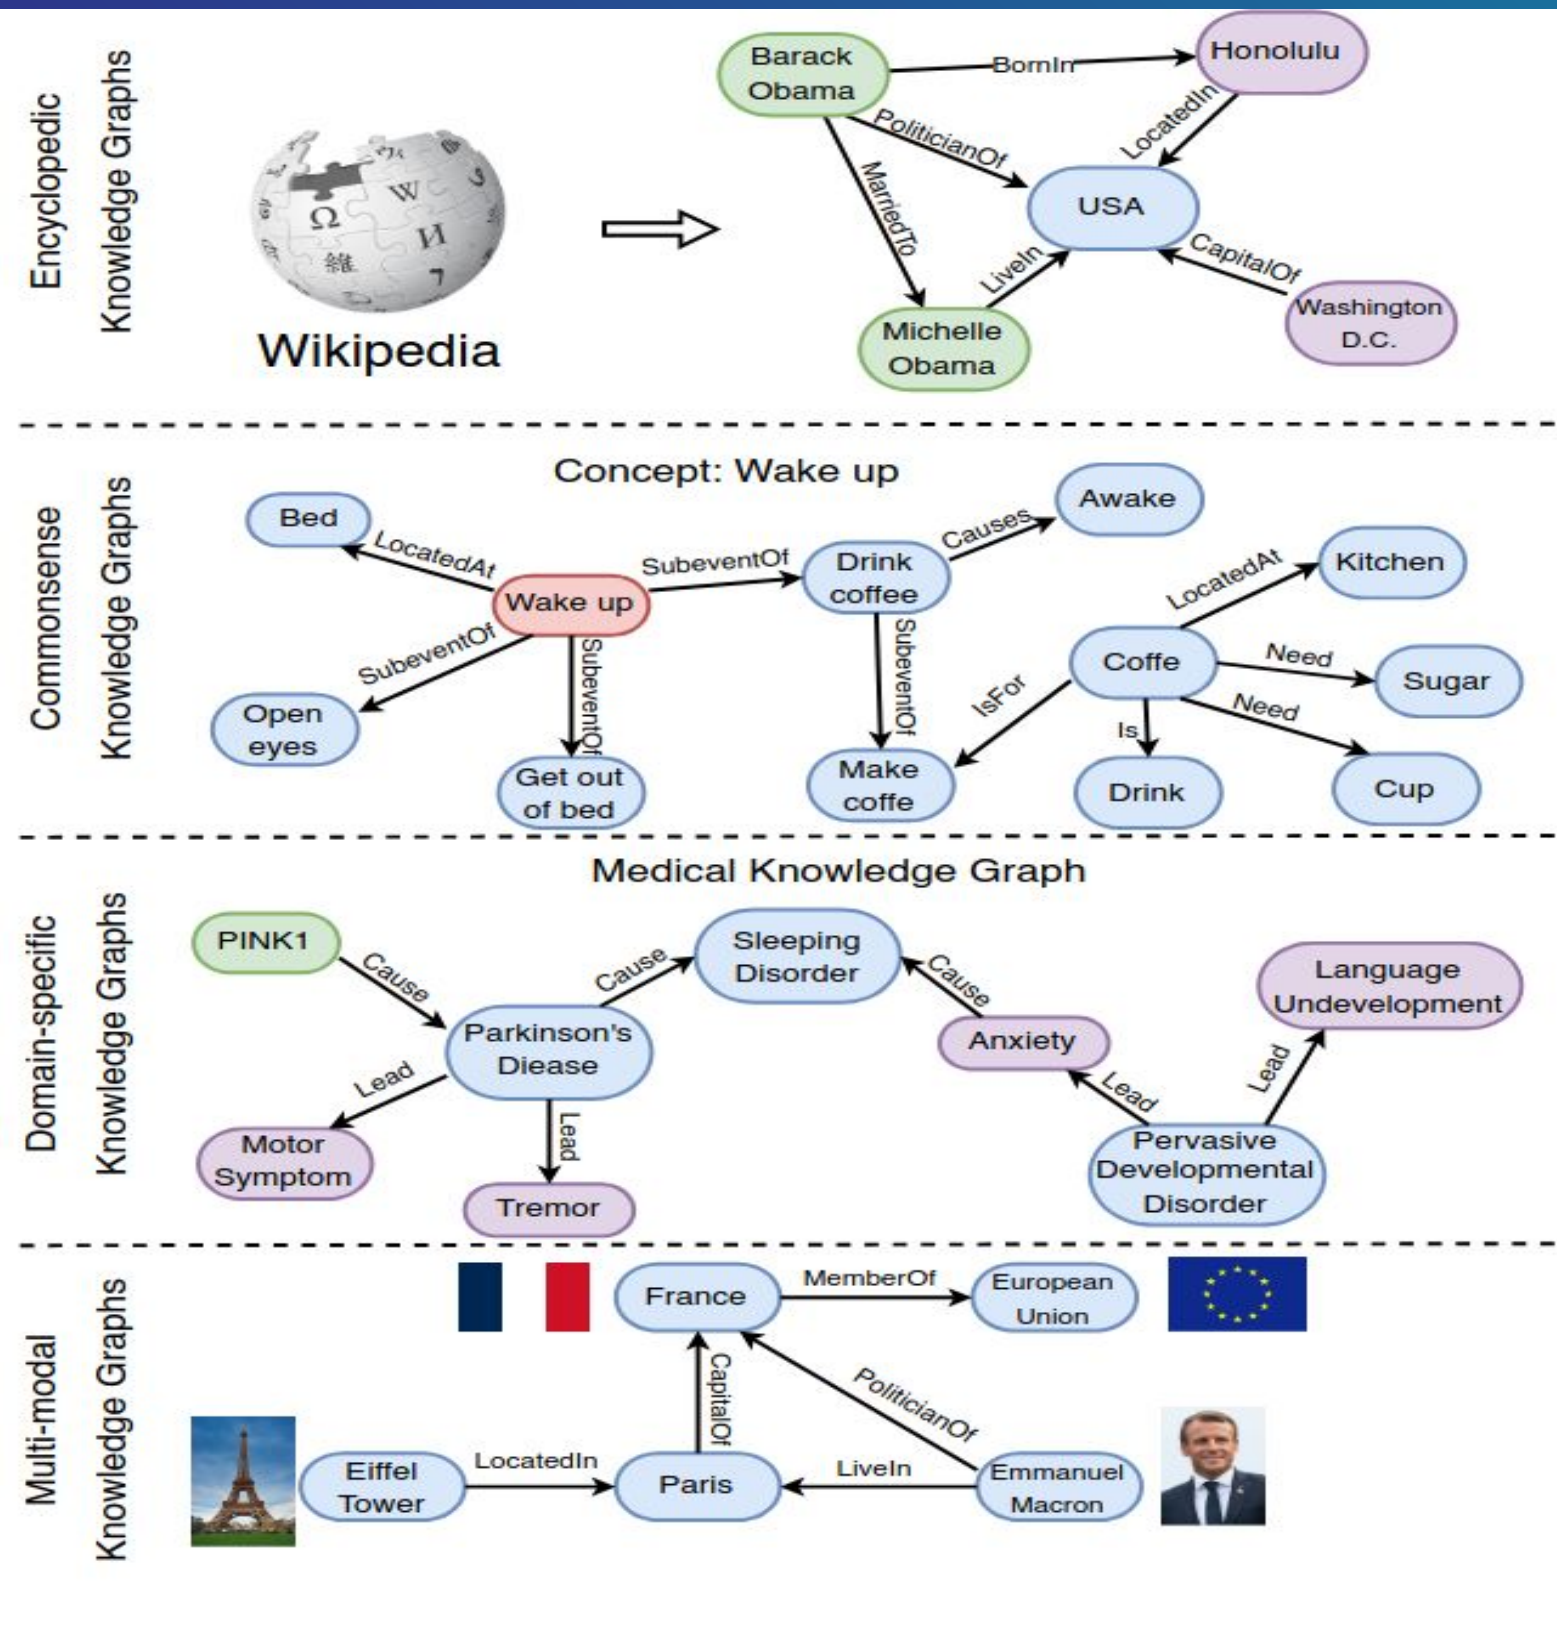 Encyclopedic
Knowledge Graphs
Ω
W
И
維
Wikipedia
Barack
Obama
BornIn
Honolulu
PoliticianOf
LocatedIn
MarriedTo
USA
LiveIn
CapitalOf
Michelle
Obama
Washington
D.C.
Commonsense
Knowledge Graphs
Concept: Wake up
Bed
LocatedAt
Wake up
SubeventOf
Drink
coffee
Causes
Awake
SubeventOf
Open
eyes
SubeventOf
Get out
of bed
SubeventOf
Make
coffe
IsFor
Coffe
LocatedAt
Kitchen
Need
Sugar
Need
Cup
Is
Drink
Domain-specific
Knowledge Graphs
Medical Knowledge Graph
PINK1
Cause
Parkinson's
Diease
Cause
Sleeping
Disorder
Cause
Anxiety
Language
Undevelopment
Lead
Motor
Symptom
Lead
Tremor
Lead
Lead
Pervasive
Developmental
Disorder
Multi-modal
Knowledge Graphs
France
MemberOf
European
Union
CapitalOf
PoliticianOf
Eiffel
Tower
LocatedIn
Paris
LiveIn
Emmanuel
Macron